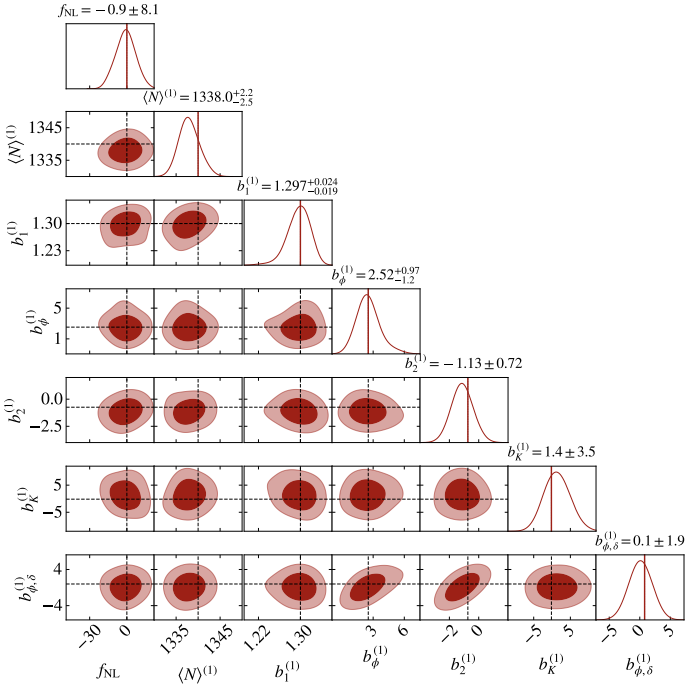 f_NL = −0.9 ± 8.1
⟨N⟩^(1) = 1338.0^{+2.2}_{−2.5}
1345
1335
⟨N⟩^(1)
b_1^(1) = 1.297^{+0.024}_{−0.019}
1.30
1.23
b_1^(1)
b_ϕ^(1) = 2.52^{+0.97}_{−1.2}
5
1
b_ϕ^(1)
b_2^(1) = −1.13 ± 0.72
0.0
−2.5
b_2^(1)
b_K^(1) = 1.4 ± 3.5
5
−5
b_K^(1)
b_{ϕ,δ}^(1) = 0.1 ± 1.9
4
−4
b_{ϕ,δ}^(1)
−30 0 1335 1345 1.22 1.30 3 6 −2 0 −5 5 −5 0 5
f_NL ⟨N⟩^(1) b_1^(1) b_ϕ^(1) b_2^(1) b_K^(1) b_{ϕ,δ}^(1)